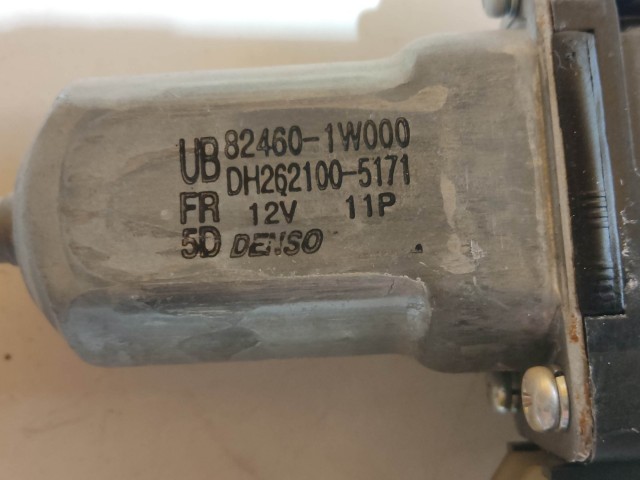 UB 82460-1W000
DH262100-5171
FR 12V 11P
5D DENSO